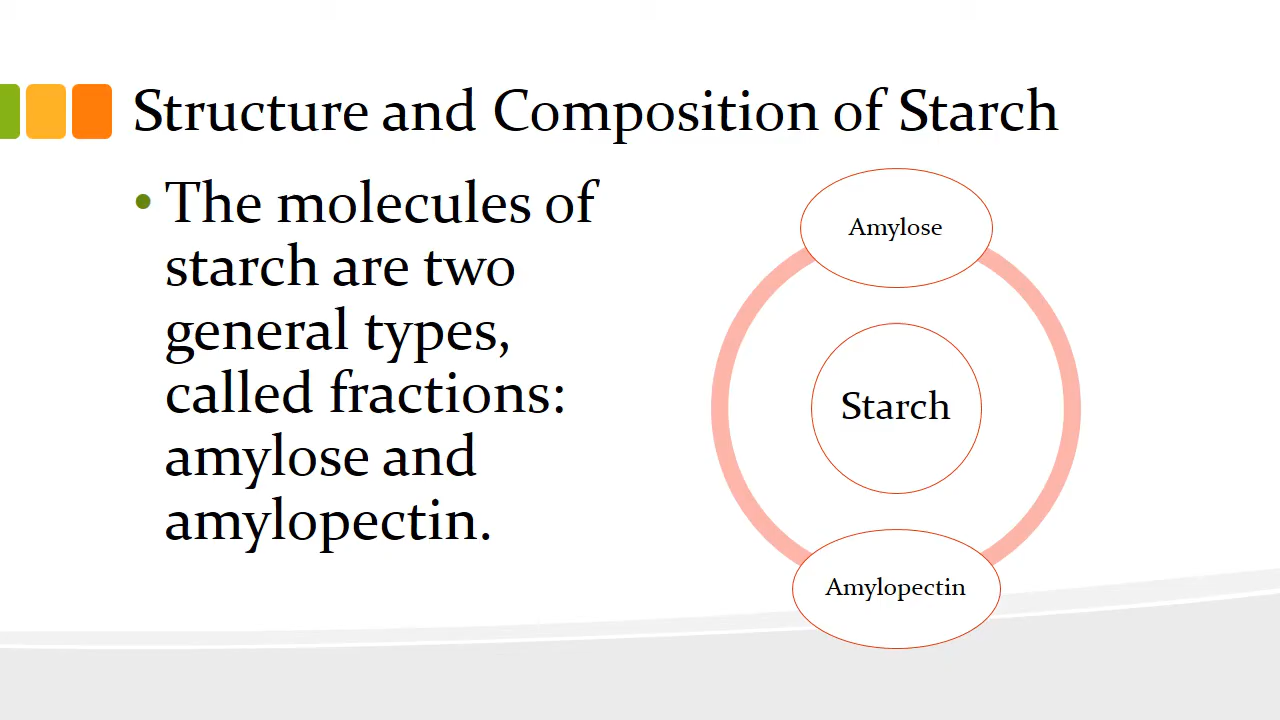 Structure and Composition of Starch
• The molecules of
starch are two
general types,
called fractions:
amylose and
amylopectin.
Amylose
Starch
Amylopectin